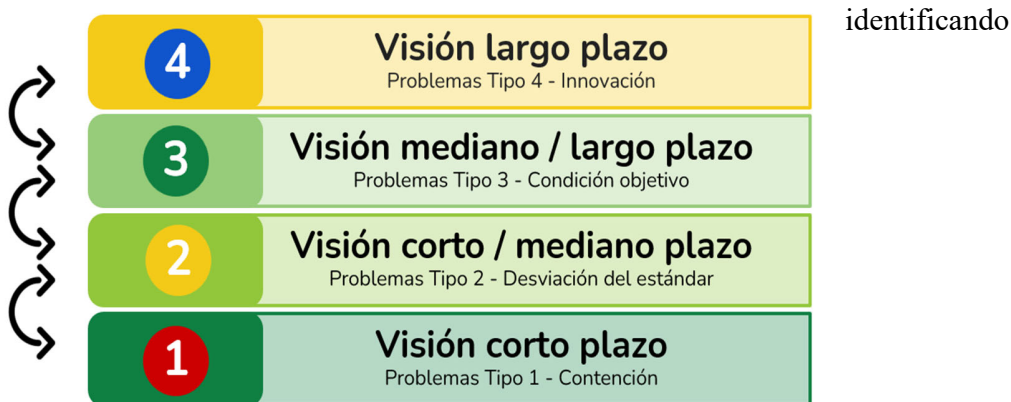 identificando
4
Visión largo plazo
Problemas Tipo 4 - Innovación
3
Visión mediano / largo plazo
Problemas Tipo 3 - Condición objetivo
2
Visión corto / mediano plazo
Problemas Tipo 2 - Desviación del estándar
1
Visión corto plazo
Problemas Tipo 1 - Contención